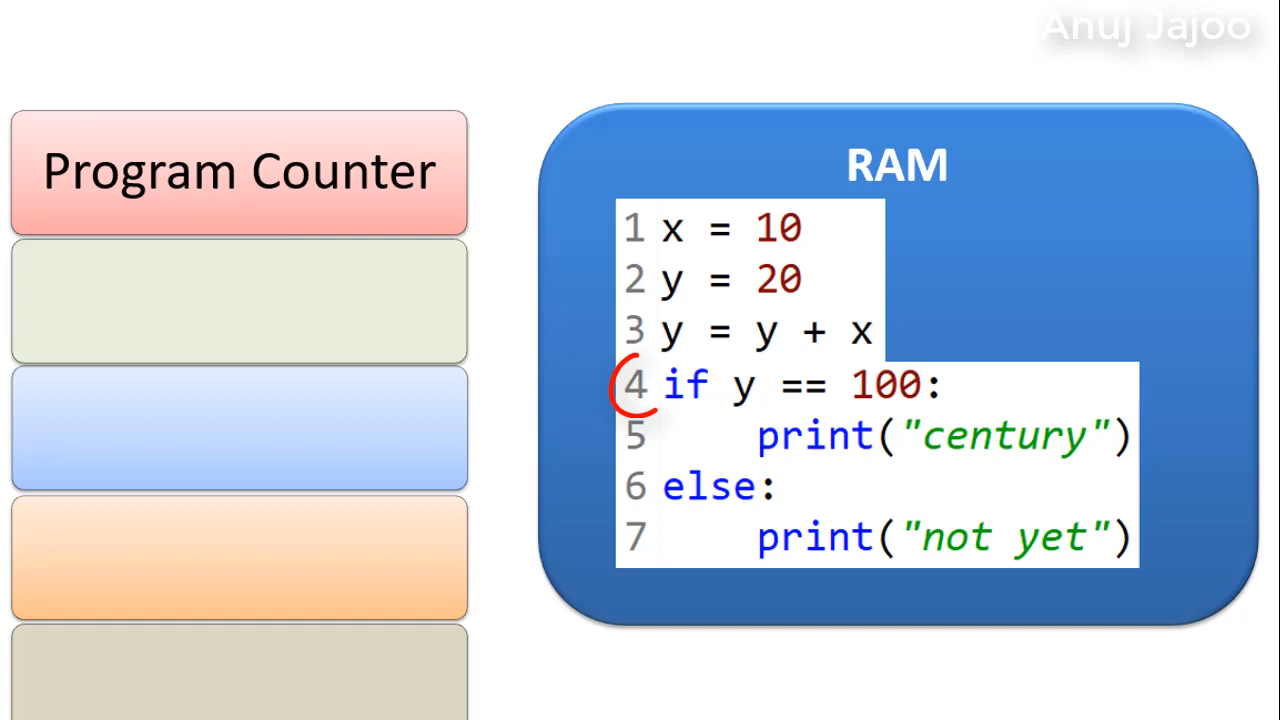 Anuj Jajoo
Program Counter
RAM
1 x = 10
2 y = 20
3 y = y + x
4 if y == 100:
5     print("century")
6 else:
7     print("not yet")